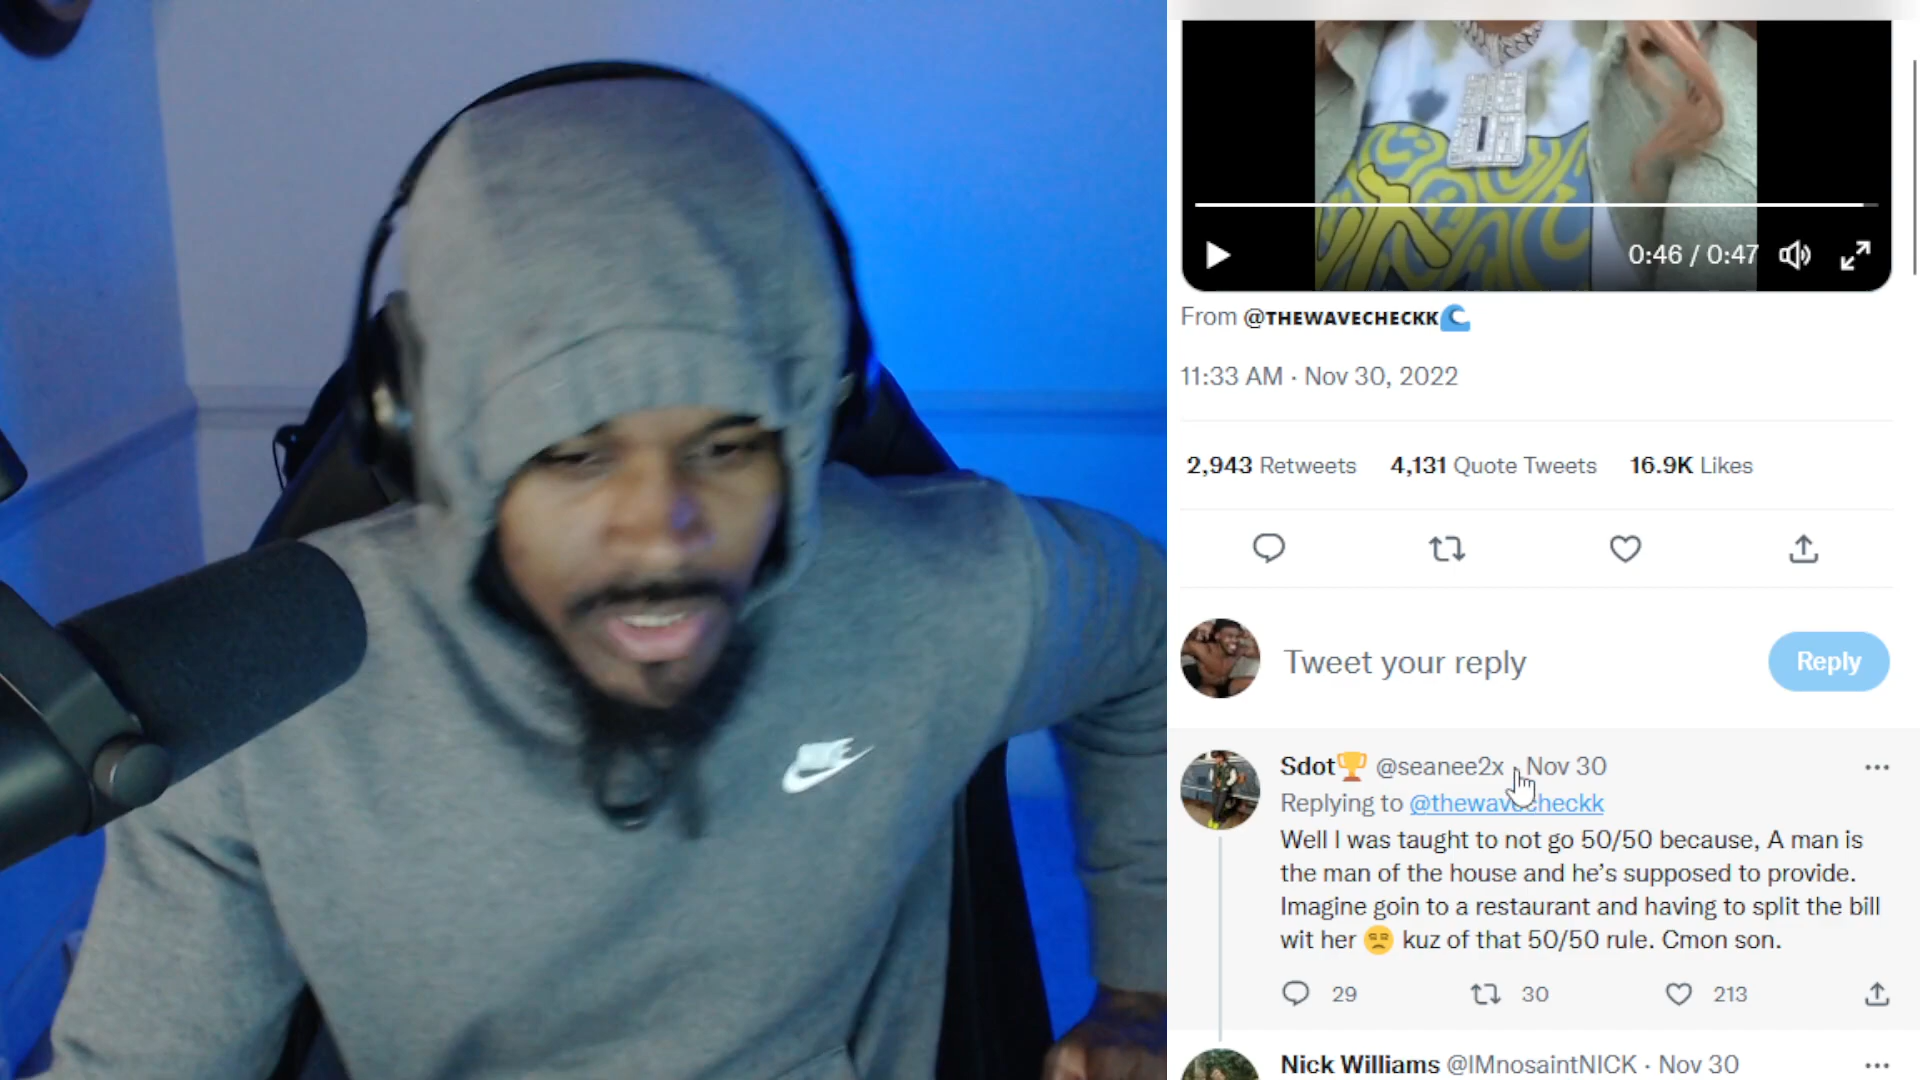 0:46 / 0:47
From @THEWAVECHECKK🌊
11:33 AM · Nov 30, 2022
2,943 Retweets 4,131 Quote Tweets 16.9K Likes
Tweet your reply Reply
Sdot🏆 @seanee2x · Nov 30
Replying to @thewavecheckk
Well I was taught to not go 50/50 because, A man is
the man of the house and he's supposed to provide.
Imagine goin to a restaurant and having to split the bill
wit her 😒 kuz of that 50/50 rule. Cmon son.
29 30 213
Nick Williams @IMnosaintNICK · Nov 30